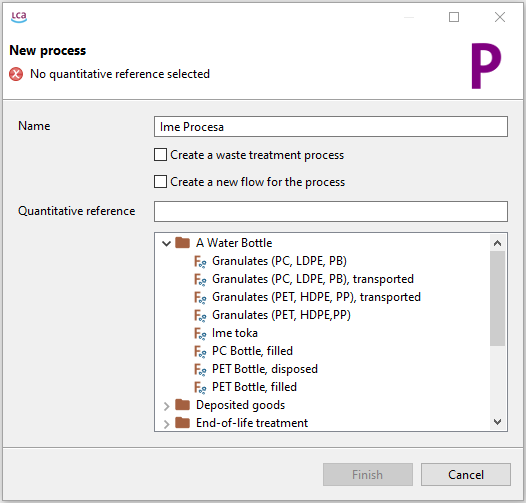 LCA
New process
No quantitative reference selected
P
Name
Ime Procesa
Create a waste treatment process
Create a new flow for the process
Quantitative reference
A Water Bottle
Granulates (PC, LDPE, PB)
Granulates (PC, LDPE, PB), transported
Granulates (PET, HDPE, PP), transported
Granulates (PET, HDPE,PP)
Ime toka
PC Bottle, filled
PET Bottle, disposed
PET Bottle, filled
Deposited goods
End-of-life treatment
Finish
Cancel